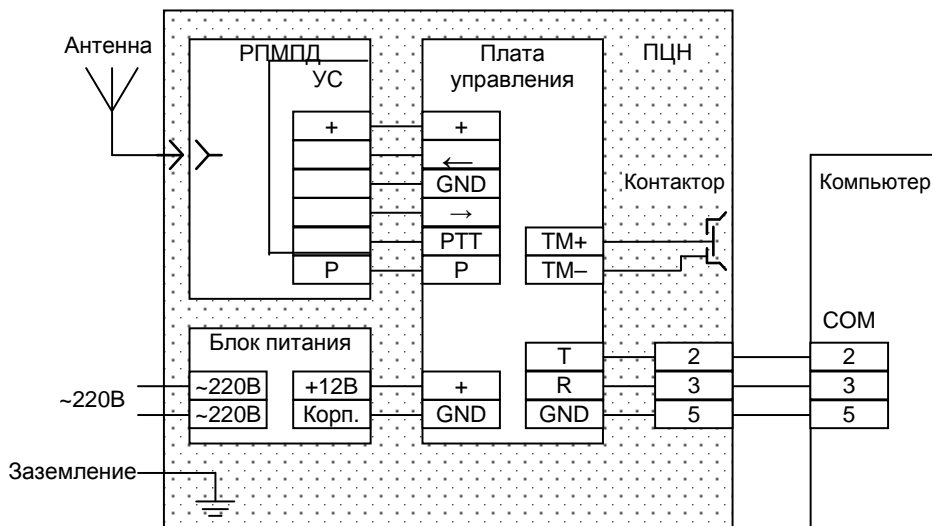 Антенна
РПМПД
УС
+
P
Плата
управления
+
←
GND
→
PTT
P
TM+
TM–
ПЦН
Контактор
Компьютер
COM
Блок питания
~220В
~220В
~220В
+12В
Корп.
+
GND
T
R
GND
2
3
5
2
3
5
Заземление